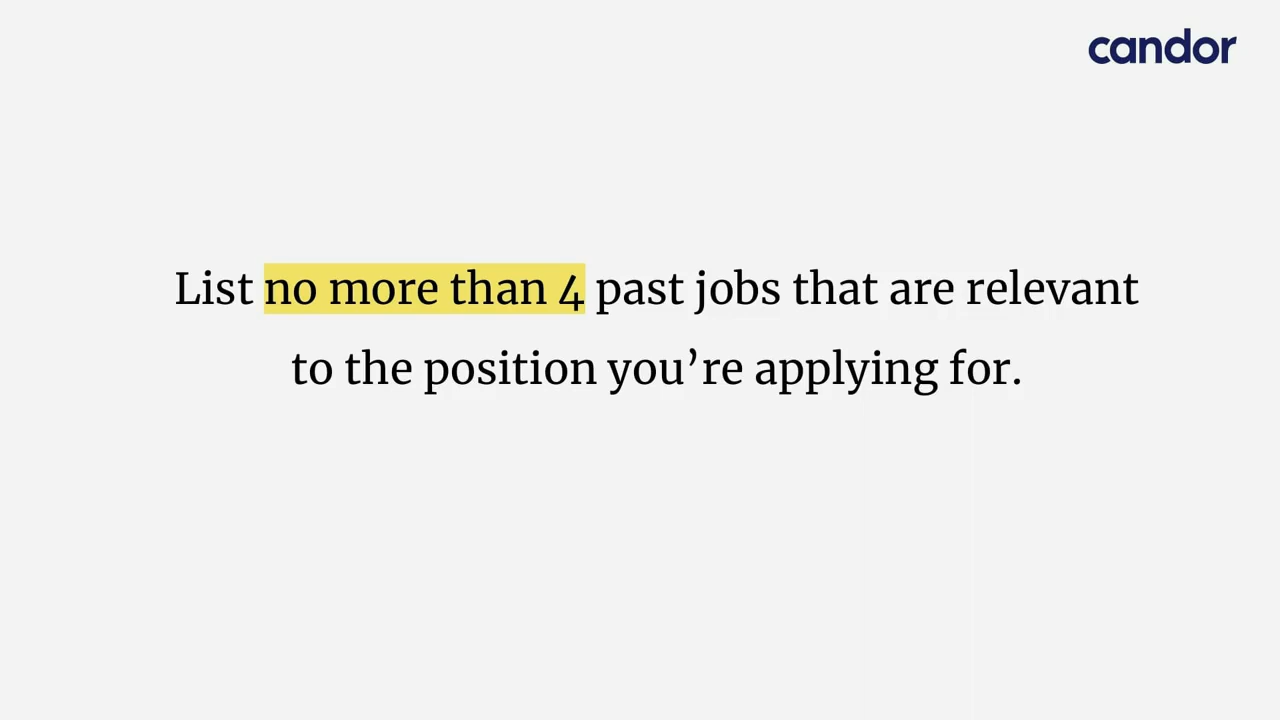 candor
List no more than 4 past jobs that are relevant
to the position you’re applying for.